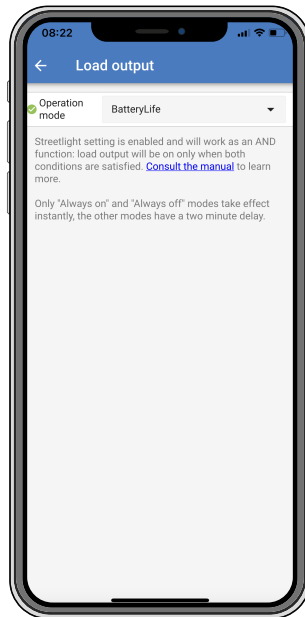 08:22
Load output
Operation
mode
BatteryLife
Streetlight setting is enabled and will work as an AND
function: load output will be on only when both
conditions are satisfied. Consult the manual to learn
more.
Only "Always on" and "Always off" modes take effect
instantly, the other modes have a two minute delay.